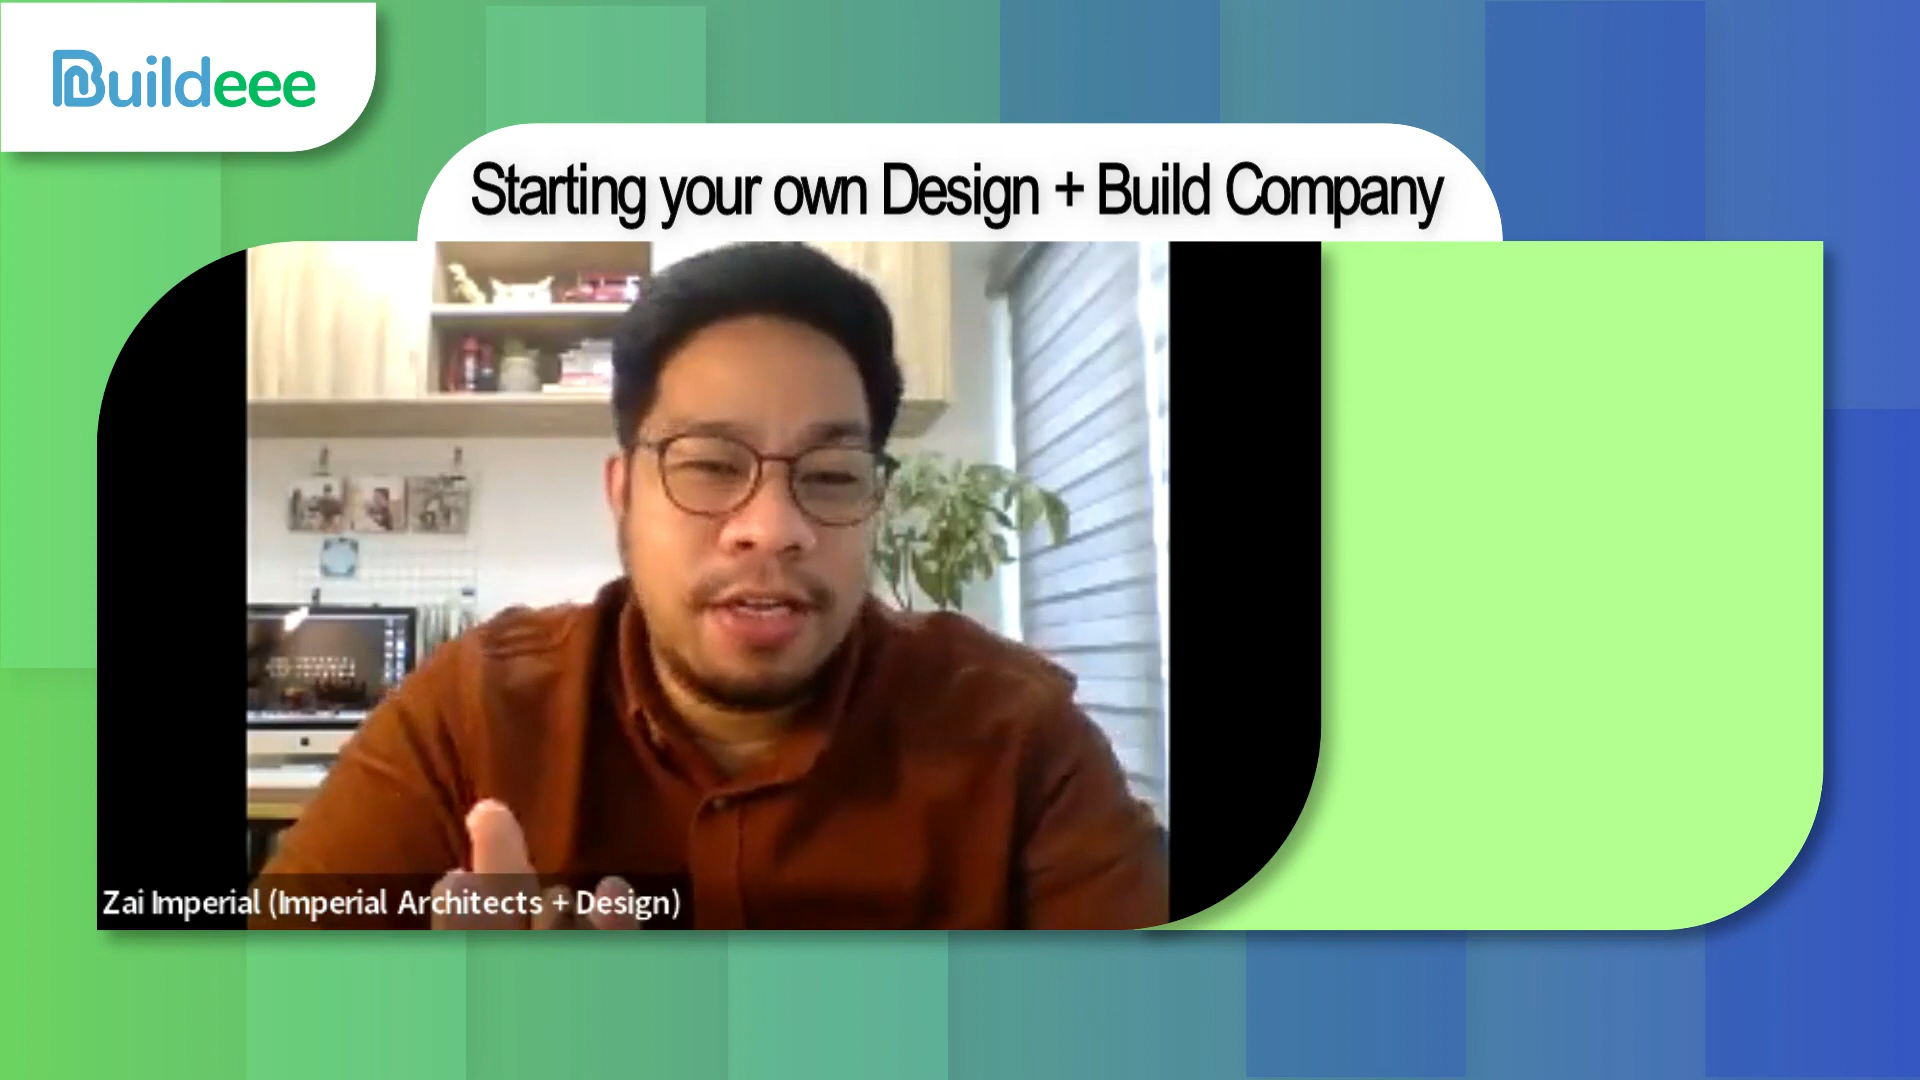 Buildeee
Starting your own Design + Build Company
Zai Imperial (Imperial Architects + Design)